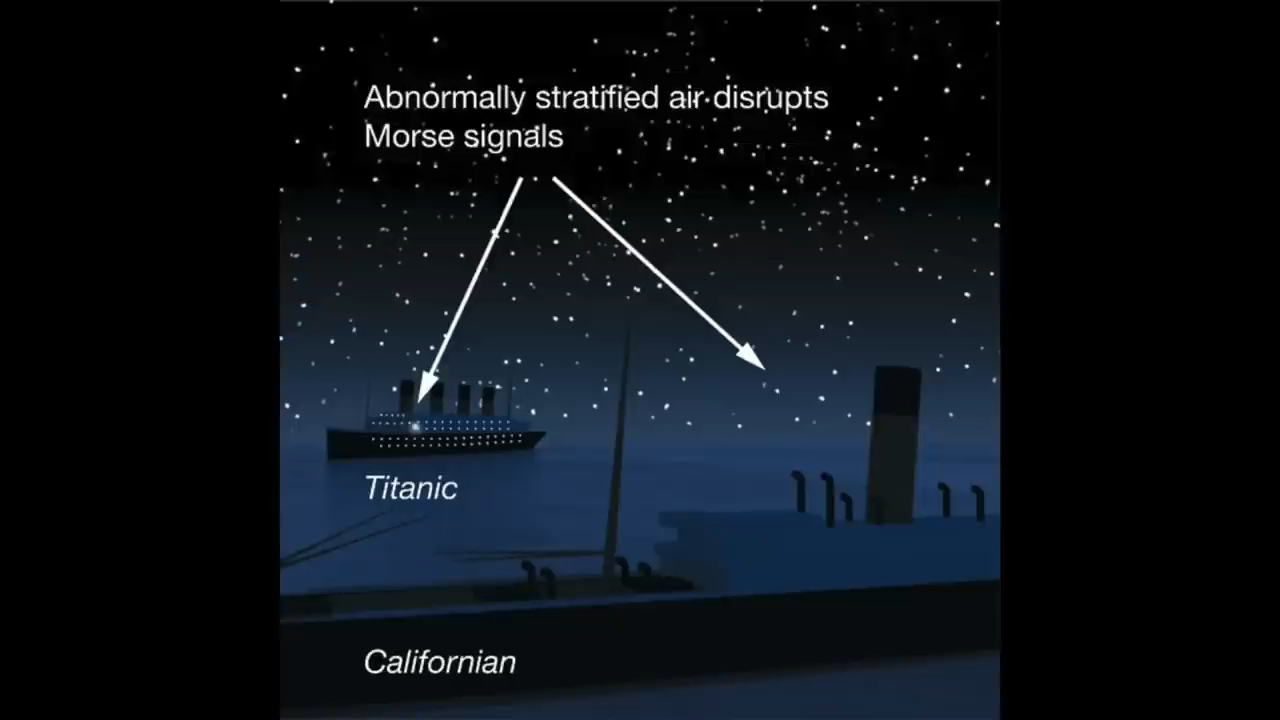 Abnormally stratified air disrupts
Morse signals
Titanic
Californian